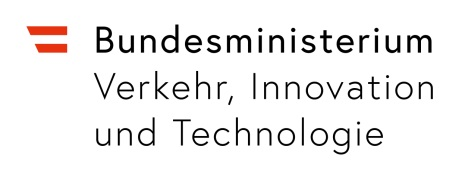 Bundesministerium
Verkehr, Innovation
und Technologie